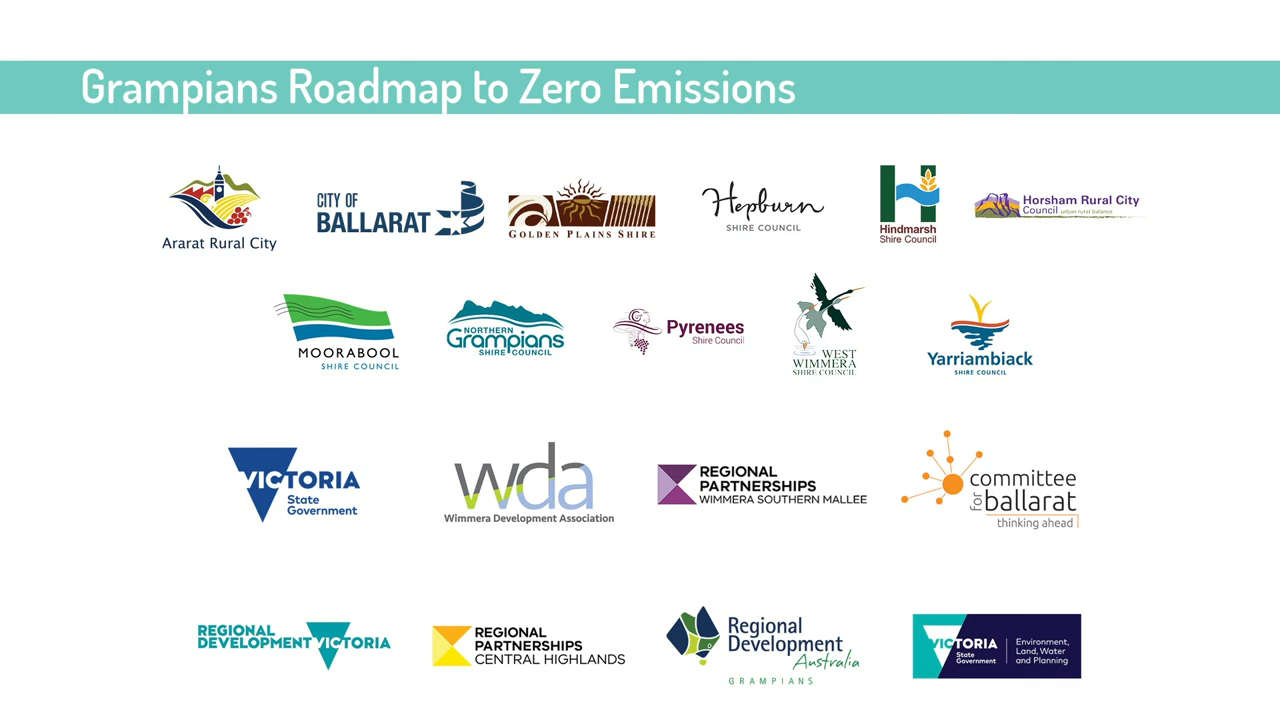 Grampians Roadmap to Zero Emissions
Ararat Rural City
CITY OF
BALLARAT
GOLDEN PLAINS SHIRE
Hepburn
SHIRE COUNCIL
H
Hindmarsh
Shire Council
Horsham Rural City
Council urban rural balance
MOORABOOL
SHIRE COUNCIL
NORTHERN
Grampians
SHIRE COUNCIL
Pyrenees
Shire Council
WEST
WIMMERA
SHIRE COUNCIL
Yarriambiack
SHIRE COUNCIL
VICTORIA
State
Government
wda
Wimmera Development Association
REGIONAL
PARTNERSHIPS
WIMMERA SOUTHERN MALLEE
committee
for ballarat
thinking ahead
REGIONAL
DEVELOPMENT VICTORIA
REGIONAL
PARTNERSHIPS
CENTRAL HIGHLANDS
Regional
Development
Australia
GRAMPIANS
VICTORIA
State
Government
Environment,
Land, Water
and Planning